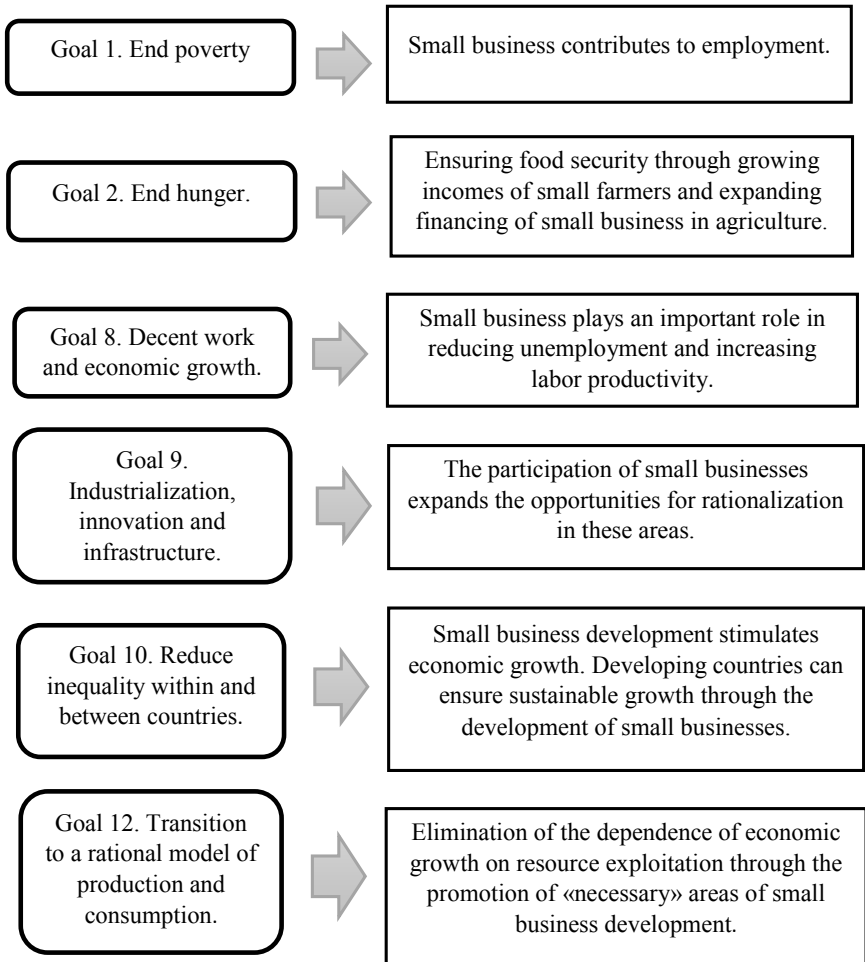 Goal 1. End poverty
Small business contributes to employment.
Goal 2. End hunger.
Ensuring food security through growing
incomes of small farmers and expanding
financing of small business in agriculture.
Goal 8. Decent work
and economic growth.
Small business plays an important role in
reducing unemployment and increasing
labor productivity.
Goal 9.
Industrialization,
innovation and
infrastructure.
The participation of small businesses
expands the opportunities for rationalization
in these areas.
Goal 10. Reduce
inequality within and
between countries.
Small business development stimulates
economic growth. Developing countries can
ensure sustainable growth through the
development of small businesses.
Goal 12. Transition
to a rational model of
production and
consumption.
Elimination of the dependence of economic
growth on resource exploitation through the
promotion of «necessary» areas of small
business development.